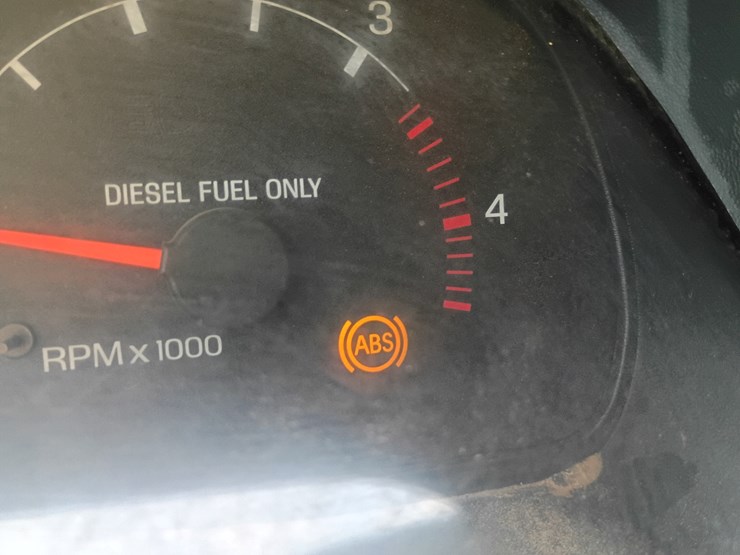 3
DIESEL FUEL ONLY
4
ABS
RPM x 1000